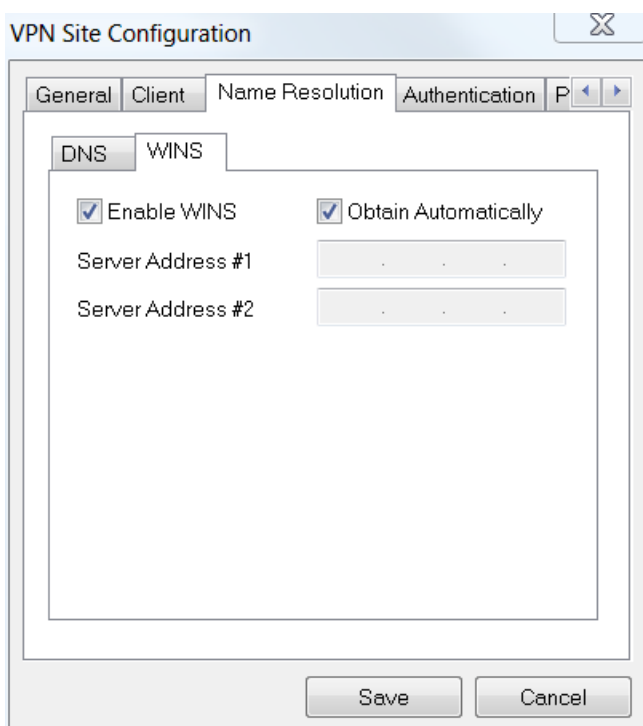 VPN Site Configuration
General Client Name Resolution Authentication P
DNS WINS
Enable WINS Obtain Automatically
Server Address #1
Server Address #2
Save Cancel